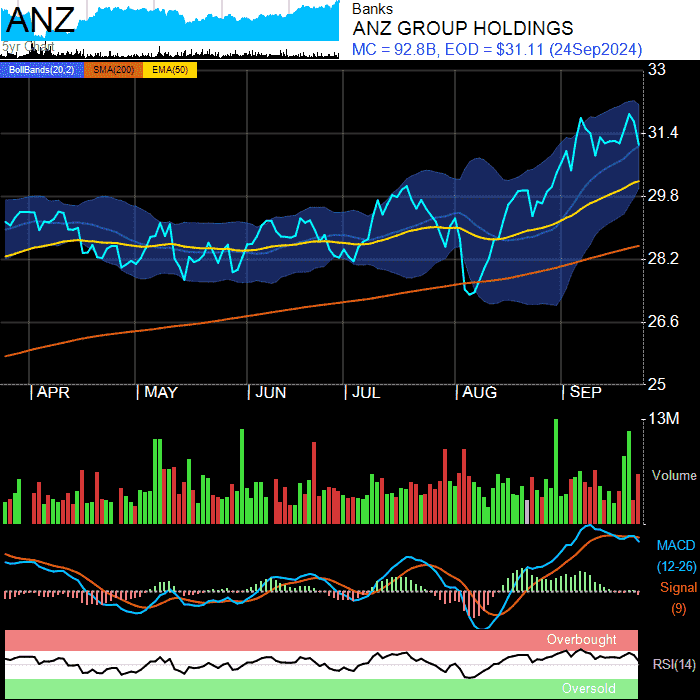 ANZ
5yr Chart
Banks
ANZ GROUP HOLDINGS
MC = 92.8B, EOD = $31.11 (24Sep2024)
BollBands(20,2) SMA(200) EMA(50)
33
31.4
29.8
28.2
26.6
25
APR MAY JUN JUL AUG SEP
13M
Volume
MACD
(12-26)
Signal
(9)
Overbought
RSI(14)
Oversold